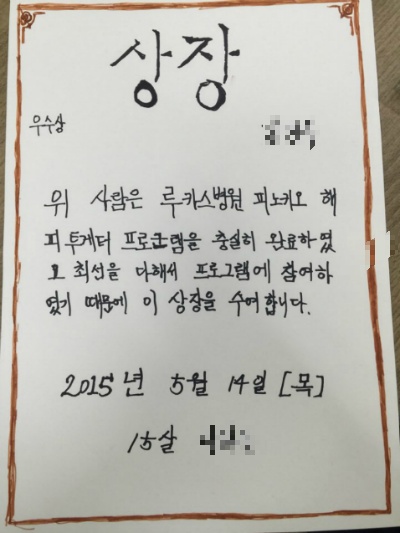 상장
우수상
위 사람은 루카스병원 피노키오 해
피투게더 프로그램을 충실히 완료하였
고 최선을 다해서 프로그램에 참여하
였기 때문에 이 상장을 수여합니다.
2015년 5월 14일 [목]
15살